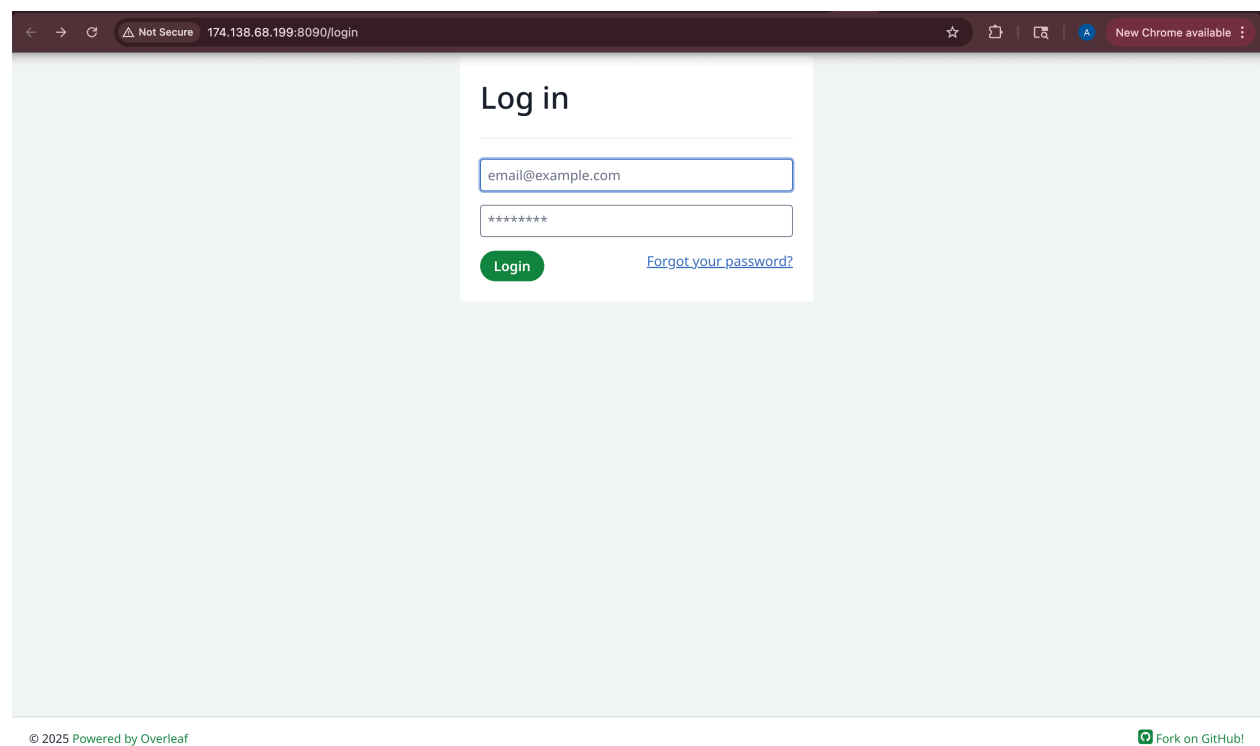 Not Secure 174.138.68.199:8090/login A New Chrome available
Log in
email@example.com
********
Login Forgot your password?
© 2025 Powered by Overleaf Fork on GitHub!